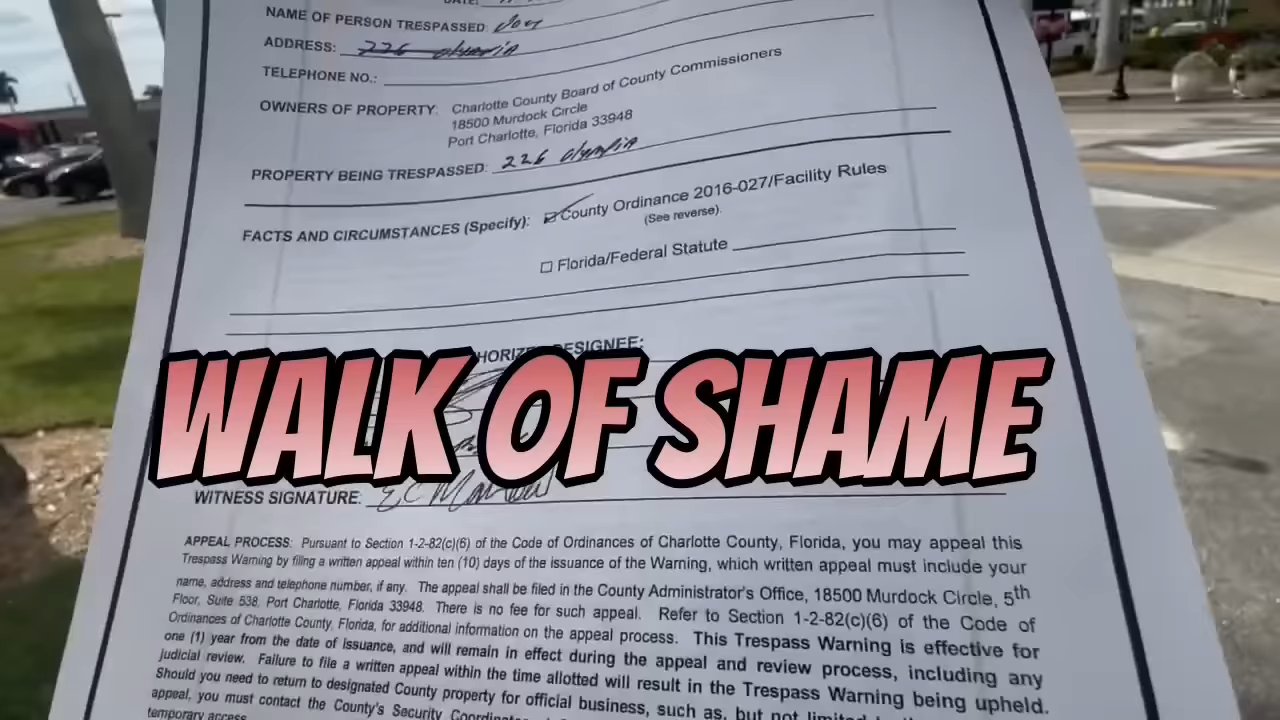 DATE:
NAME OF PERSON TRESPASSED:
ADDRESS: 226 Olympia
TELEPHONE NO.:
OWNERS OF PROPERTY: Charlotte County Board of County Commissioners
18500 Murdock Circle
Port Charlotte, Florida 33948
PROPERTY BEING TRESPASSED: 226 Olympia
FACTS AND CIRCUMSTANCES (Specify): County Ordinance 2016-027/Facility Rules
(See reverse).
Florida/Federal Statute
DESIGNEE:
WALK OF SHAME
WITNESS SIGNATURE:
APPEAL PROCESS: Pursuant to Section 1-2-82(c)(6) of the Code of Ordinances of Charlotte County, Florida, you may appeal this
Trespass Warning by filing a written appeal within ten (10) days of the issuance of the Warning, which written appeal must include your
name, address and telephone number, if any. The appeal shall be filed in the County Administrator's Office, 18500 Murdock Circle, 5th
Floor, Suite 538, Port Charlotte, Florida 33948. There is no fee for such appeal. Refer to Section 1-2-82(c)(6) of the Code of
Ordinances of Charlotte County, Florida, for additional information on the appeal process. This Trespass Warning is effective for
one (1) year from the date of issuance, and will remain in effect during the appeal and review process, including any
judicial review. Failure to file a written appeal within the time allotted will result in the Trespass Warning being upheld.
Should you need to return to designated County property for official business, such as, but not limited
appeal, you must contact the County's Security
temporary access